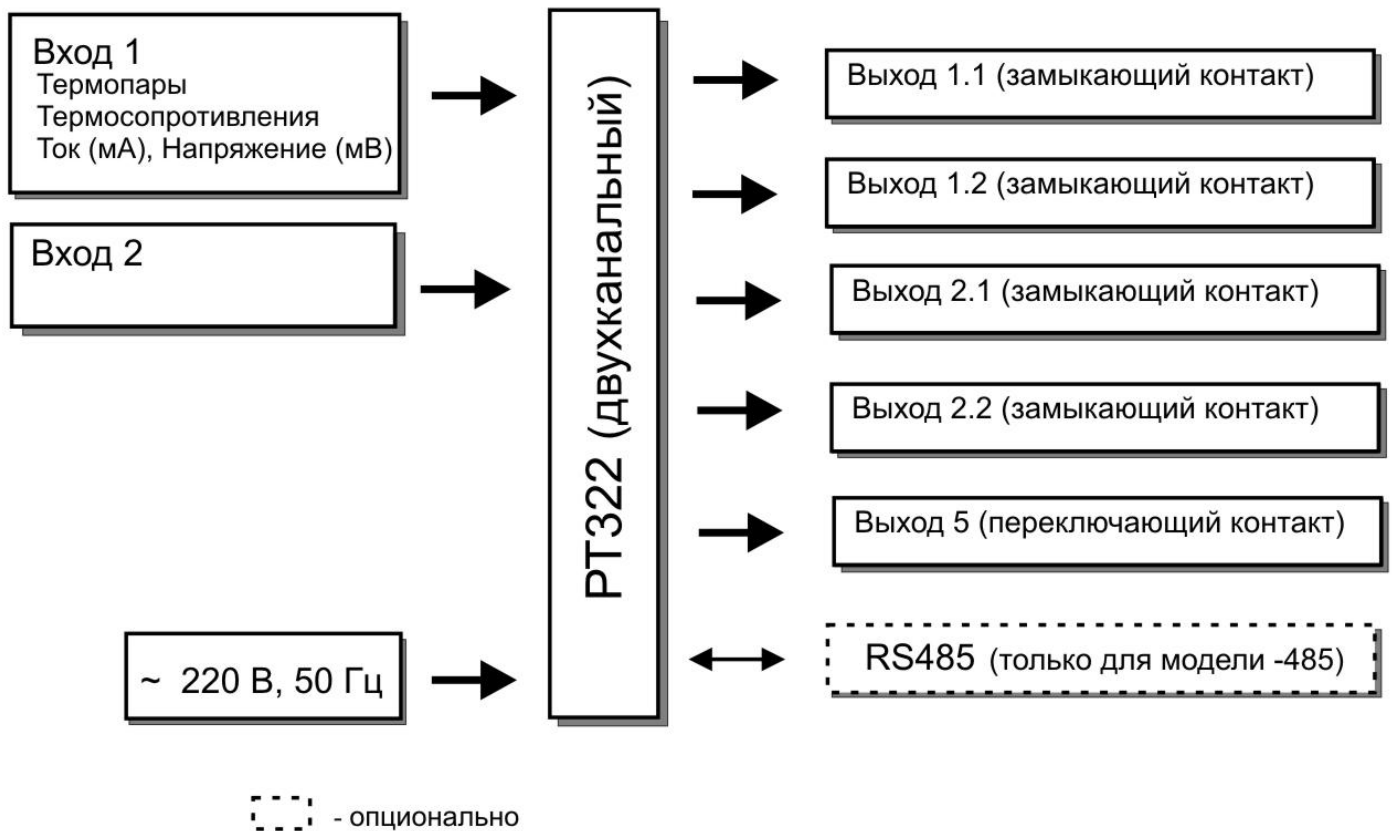 Вход 1
Термопары
Термосопротивления
Ток (мА), Напряжение (мВ)
Вход 2
~ 220 В, 50 Гц
РТ322 (двухканальный)
Выход 1.1 (замыкающий контакт)
Выход 1.2 (замыкающий контакт)
Выход 2.1 (замыкающий контакт)
Выход 2.2 (замыкающий контакт)
Выход 5 (переключающий контакт)
RS485 (только для модели -485)
- опционально